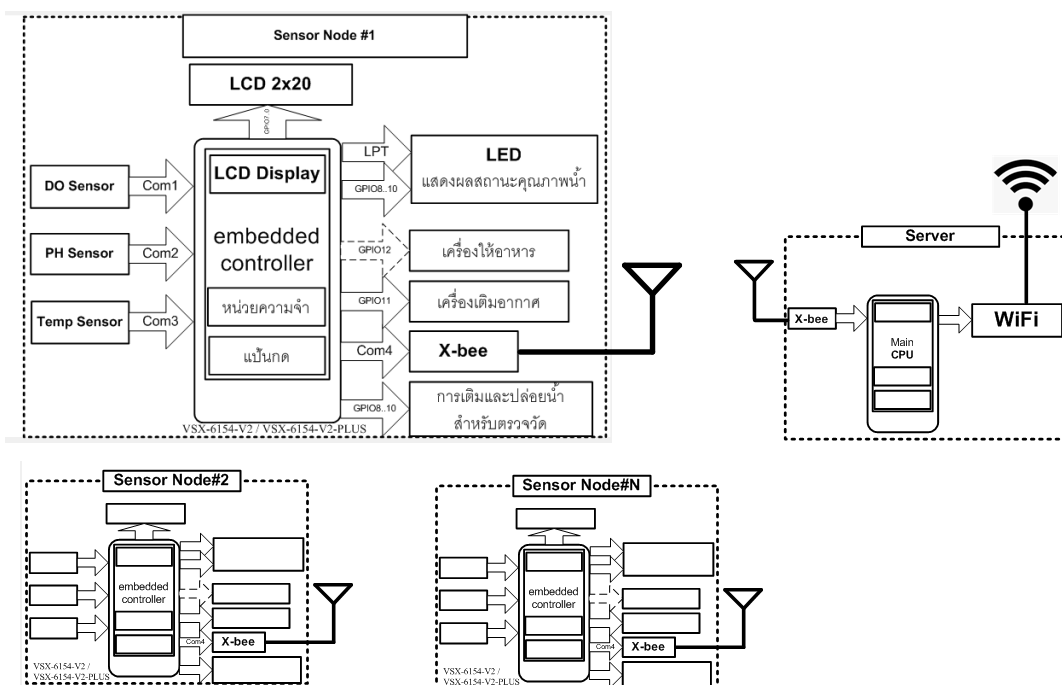 Sensor Node #1
LCD 2x20
GPIO7..0
LCD Display
embedded
controller
หน่วยความจำ
แป้นกด
DO Sensor
Com1
PH Sensor
Com2
Temp Sensor
Com3
LPT
GPIO8..10
LED
แสดงผลสถานะคุณภาพน้ำ
GPIO12
เครื่องให้อาหาร
GPIO11
เครื่องเติมอากาศ
Com4
X-bee
GPIO8..10
การเติมและปล่อยน้ำ
สำหรับตรวจวัด
VSX-6154-V2 / VSX-6154-V2-PLUS
Server
X-bee
Main
CPU
WiFi
Sensor Node#2
embedded
controller
Com4
X-bee
VSX-6154-V2 /
VSX-6154-V2-PLUS
Sensor Node#N
embedded
controller
Com4
X-bee
VSX-6154-V2 /
VSX-6154-V2-PLUS